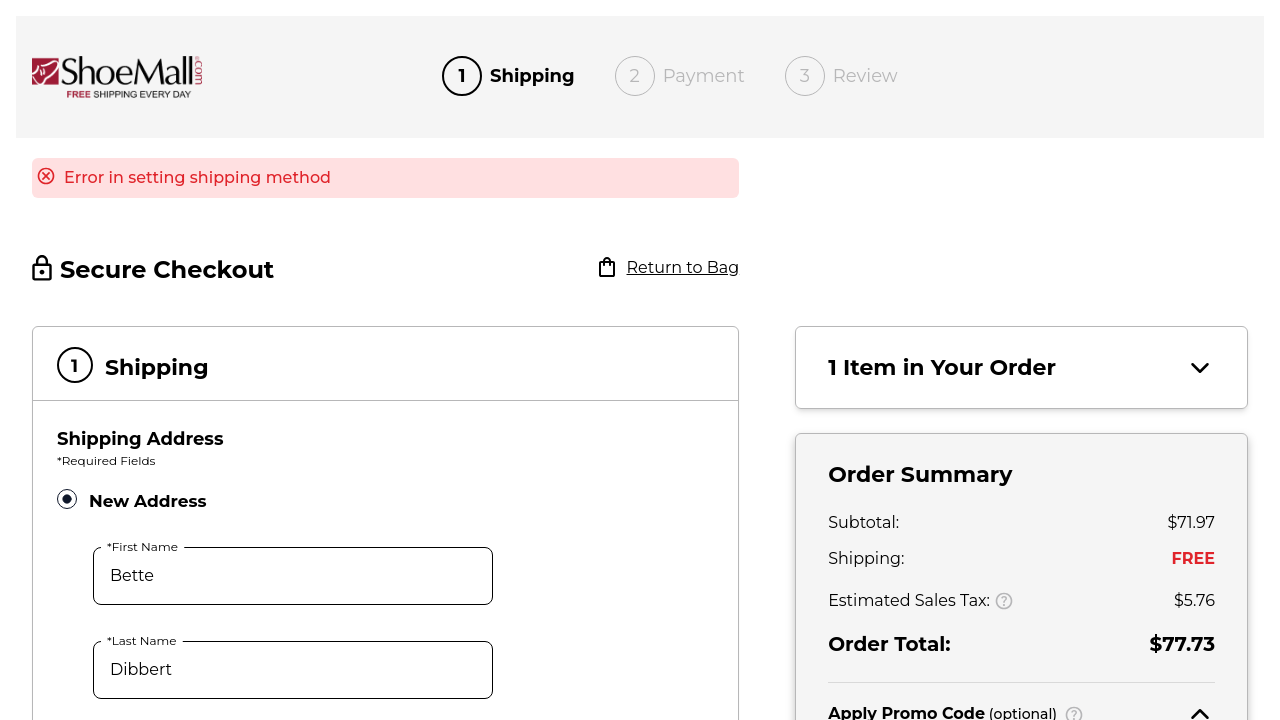 ShoeMall.com
FREE SHIPPING EVERY DAY
1 Shipping
2 Payment
3 Review
Error in setting shipping method
Secure Checkout
Return to Bag
1 Shipping
Shipping Address
*Required Fields
New Address
*First Name
Bette
*Last Name
Dibbert
1 Item in Your Order
Order Summary
Subtotal: $71.97
Shipping: FREE
Estimated Sales Tax: ? $5.76
Order Total: $77.73
Apply Promo Code (optional) ?